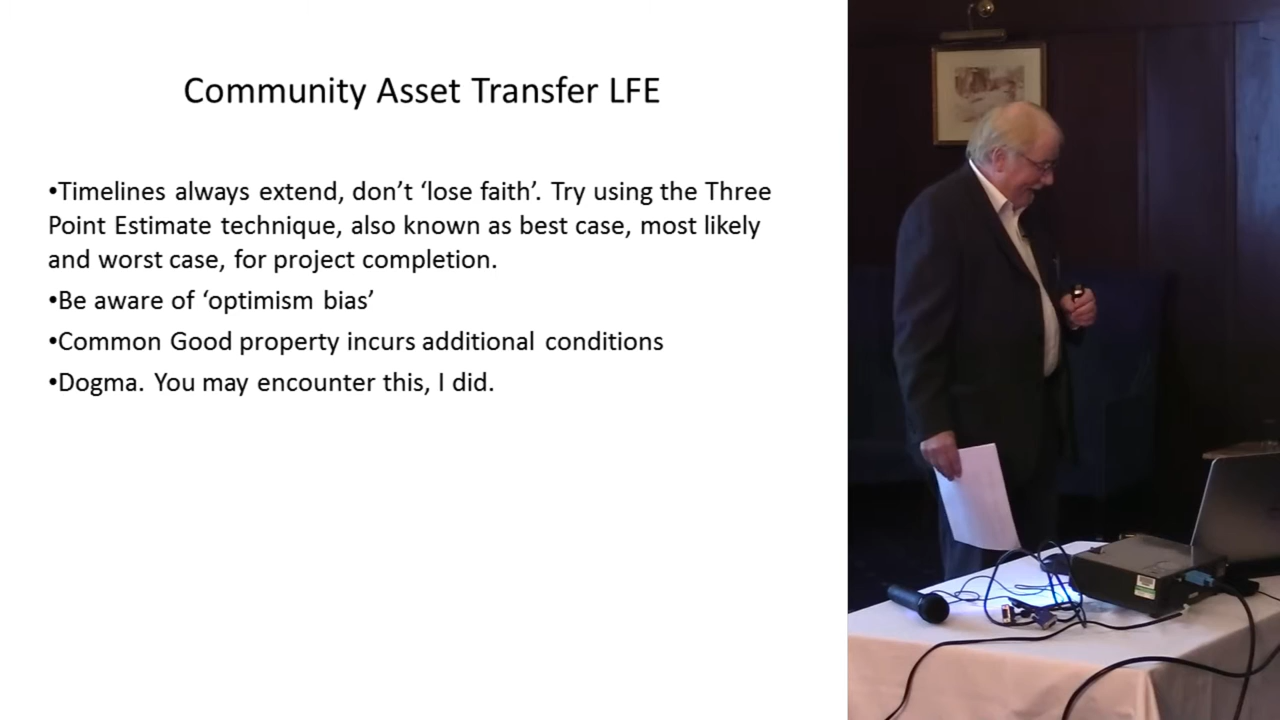 Community Asset Transfer LFE
•Timelines always extend, don’t ‘lose faith’. Try using the Three
Point Estimate technique, also known as best case, most likely
and worst case, for project completion.
•Be aware of ‘optimism bias’
•Common Good property incurs additional conditions
•Dogma. You may encounter this, I did.